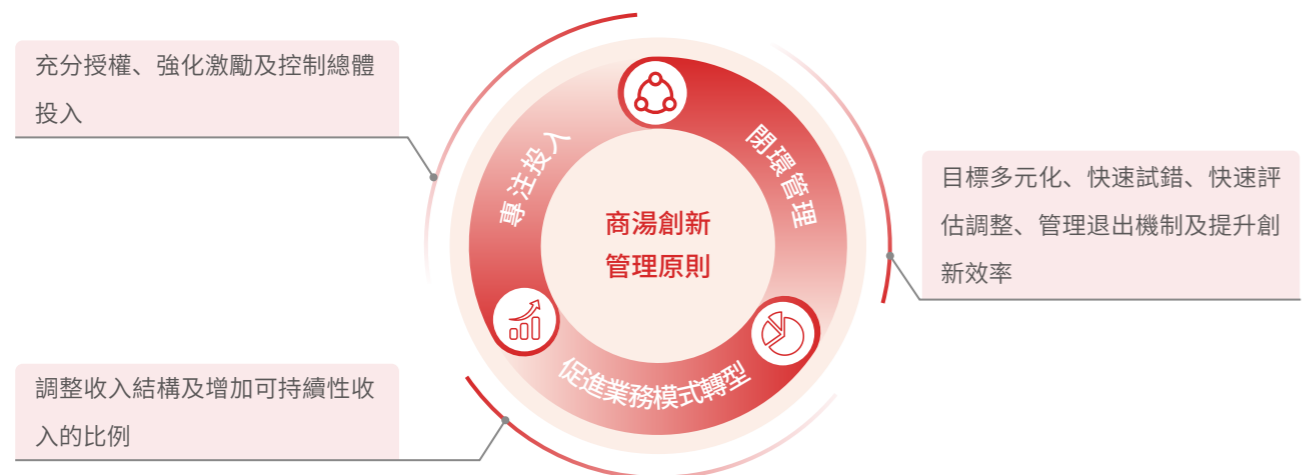 充分授權、強化激勵及控制總體
投入
專注投入
閉環管理
商湯創新
管理原則
目標多元化、快速試錯、快速評
估調整、管理退出機制及提升創
新效率
促進業務模式轉型
調整收入結構及增加可持續性收
入的比例